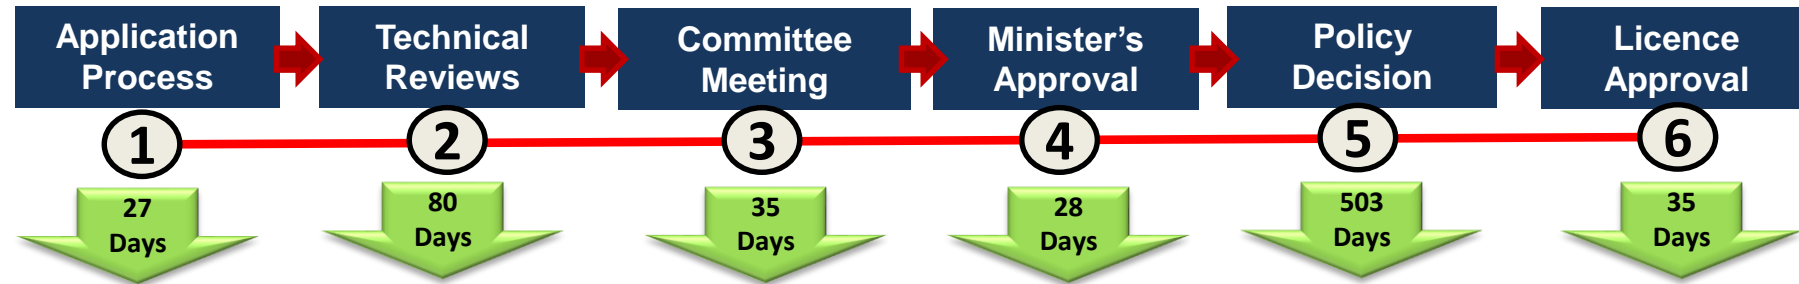 Application
Process
Technical
Reviews
Committee
Meeting
Minister's
Approval
Policy
Decision
Licence
Approval
1
2
3
4
5
6
27
Days
80
Days
35
Days
28
Days
503
Days
35
Days